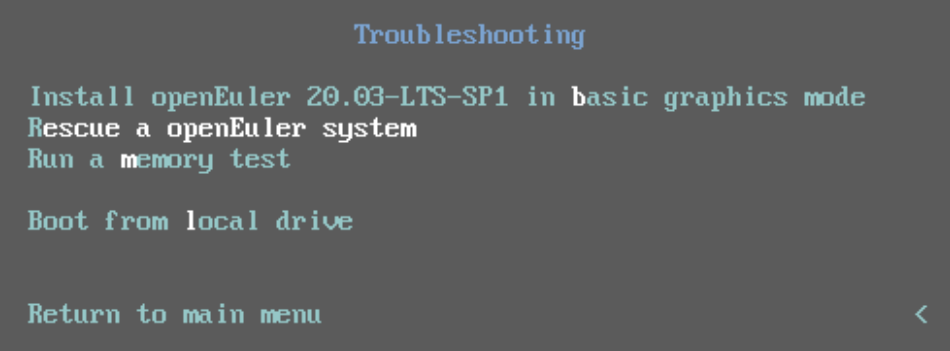 Troubleshooting
Install openEuler 20.03-LTS-SP1 in basic graphics mode
Rescue a openEuler system
Run a memory test
Boot from local drive
Return to main menu <